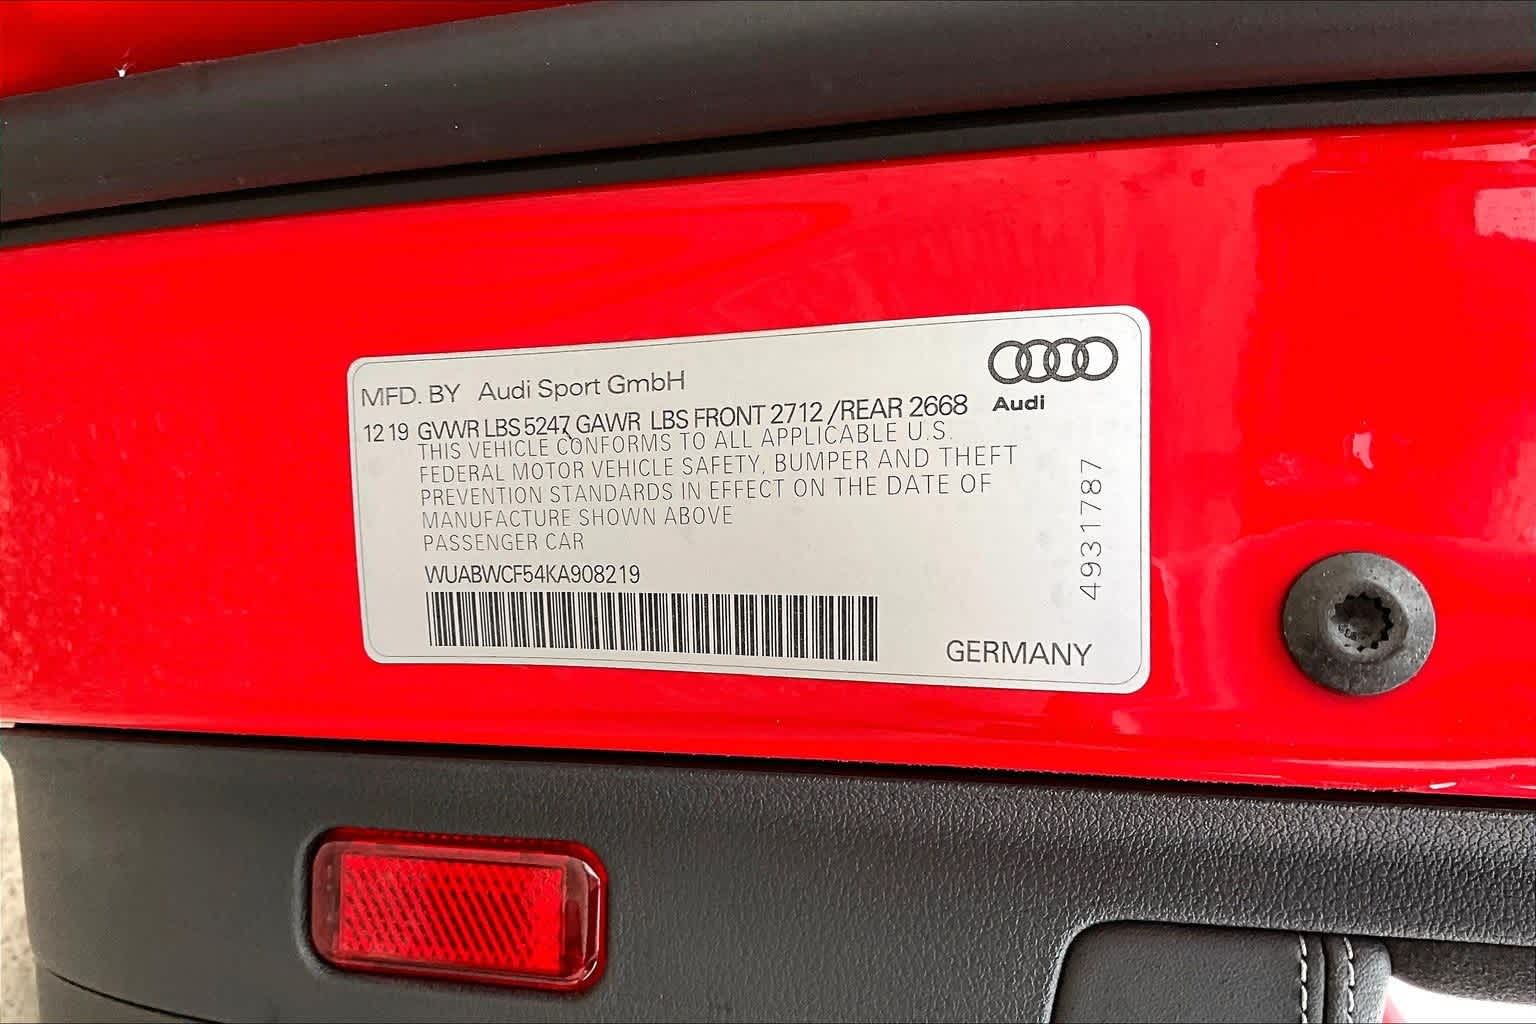 MFD. BY Audi Sport GmbH
Audi
12 19 GVWR LBS 5247 GAWR LBS FRONT 2712 /REAR 2668
THIS VEHICLE CONFORMS TO ALL APPLICABLE U.S.
FEDERAL MOTOR VEHICLE SAFETY, BUMPER AND THEFT
PREVENTION STANDARDS IN EFFECT ON THE DATE OF
MANUFACTURE SHOWN ABOVE
PASSENGER CAR
WUABWCF54KA908219
4931787
GERMANY